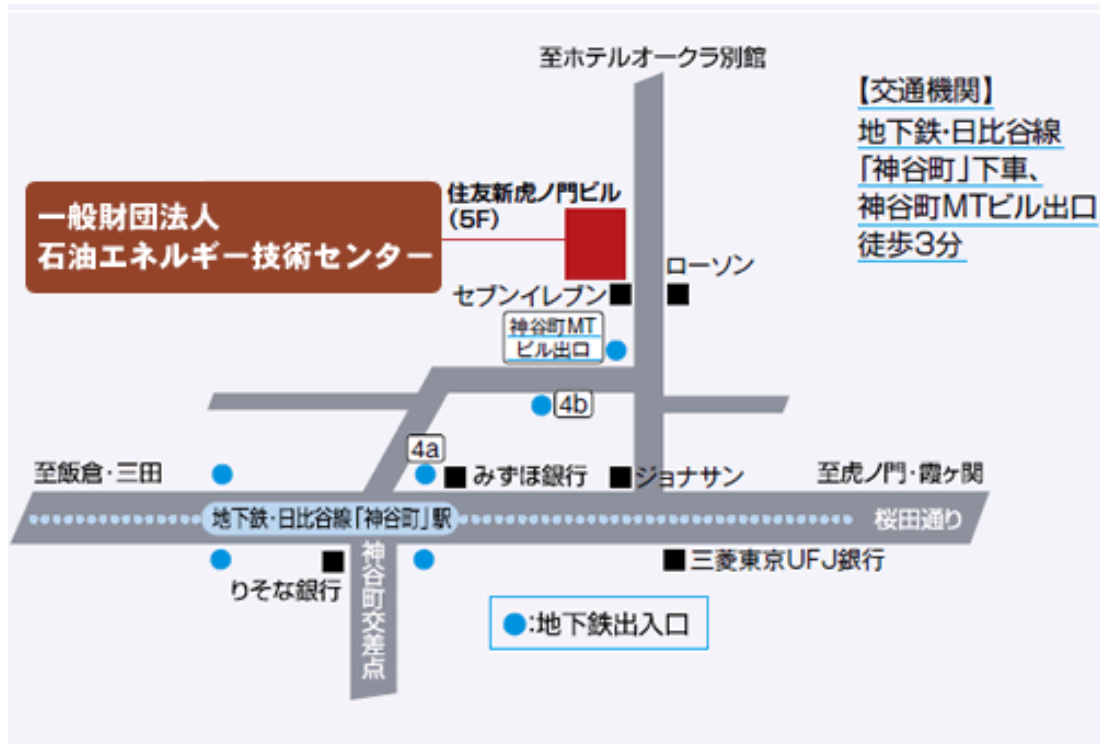 至ホテルオークラ別館
【交通機関】
地下鉄・日比谷線
「神谷町」下車、
神谷町MTビル出口
徒歩3分
住友新虎ノ門ビル
(5F)
一般財団法人
石油エネルギー技術センター
ローソン
セブンイレブン
神谷町MT
ビル出口
4b
4a
至飯倉・三田
みずほ銀行
ジョナサン
至虎ノ門・霞ヶ関
地下鉄・日比谷線「神谷町」駅
桜田通り
りそな銀行
神谷町交差点
三菱東京UFJ銀行
:地下鉄出入口